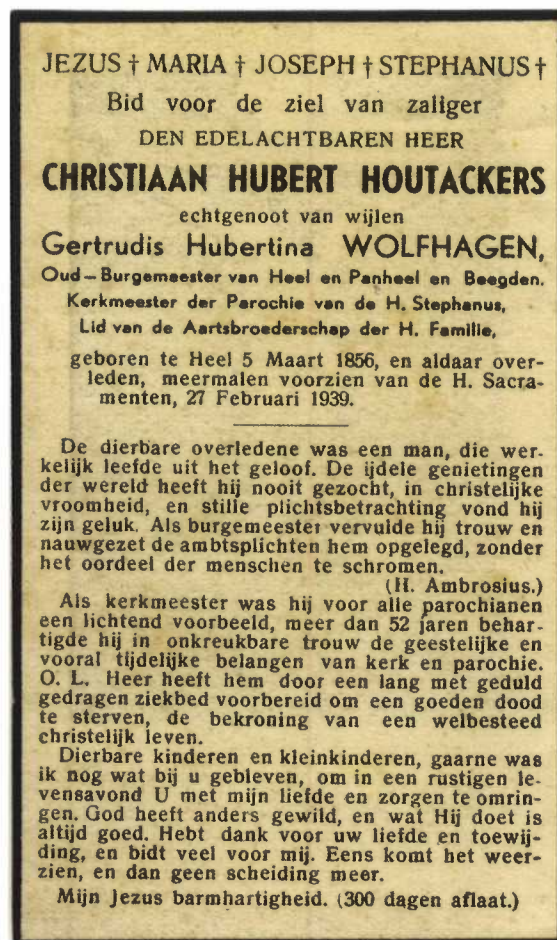 JEZUS † MARIA † JOSEPH † STEPHANUS †
Bid voor de ziel van zaliger
DEN EDELACHTBAREN HEER
CHRISTIAAN HUBERT HOUTACKERS
echtgenoot van wijlen
Gertrudis Hubertina WOLFHAGEN,
Oud—Burgemeester van Heel en Panheel en Beegden.
Kerkmeester der Parochie van de H. Stephanus,
Lid van de Aartsbroederschap der H. Familie,
geboren te Heel 5 Maart 1856, en aldaar over-
leden, meermalen voorzien van de H. Sacra-
menten, 27 Februari 1939.
De dierbare overledene was een man, die wer-
kelijk leefde uit het geloof. De ijdele genietingen
der wereld heeft hij nooit gezocht, in christelijke
vroomheid, en stille plichtsbetrachting vond hij
zijn geluk. Als burgemeester vervulde hij trouw en
nauwgezet de ambtsplichten hem opgelegd, zonder
het oordeel der menschen te schromen.
(H. Ambrosius.)
Als kerkmeester was hij voor alle parochianen
een lichtend voorbeeld, meer dan 52 jaren behar-
tigde hij in onkreukbare trouw de geestelijke en
vooral tijdelijke belangen van kerk en parochie.
O. L. Heer heeft hem door een lang met geduld
gedragen ziekbed voorbereid om een goeden dood
te sterven, de bekroning van een welbesteed
christelijk leven.
Dierbare kinderen en kleinkinderen, gaarne was
ik nog wat bij u gebleven, om in een rustigen le-
vensavond U met mijn liefde en zorgen te omrin-
gen. God heeft anders gewild, en wat Hij doet is
altijd goed. Hebt dank voor uw liefde en toewij-
ding, en bidt veel voor mij. Eens komt het weer-
zien, en dan geen scheiding meer.
Mijn Jezus barmhartigheid. (300 dagen aflaat.)